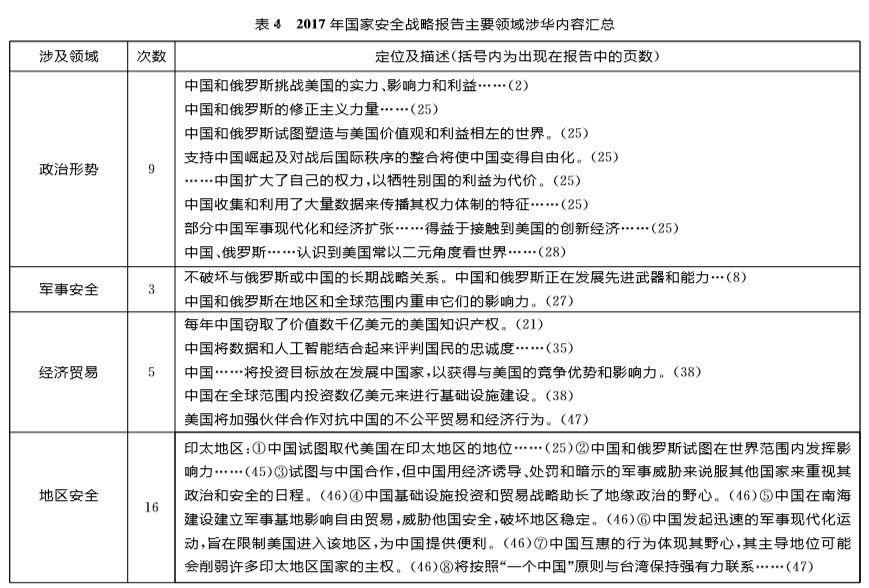 表 4 2017 年国家安全战略报告主要领域涉华内容汇总
涉及领域 次数 定位及描述(括号内为出现在报告中的页数)
中国和俄罗斯挑战美国的实力、影响力和利益……(2)
中国和俄罗斯的修正主义力量……(25)
中国和俄罗斯试图塑造与美国价值观和利益相左的世界。(25)
支持中国崛起及对战后国际秩序的整合将使中国变得自由化。(25)
政治形势 9
……中国扩大了自己的权力,以牺牲别国的利益为代价。(25)
中国收集和利用了大量数据来传播其权力体制的特征……(25)
部分中国军事现代化和经济扩张……得益于接触到美国的创新经济……(25)
中国、俄罗斯……认识到美国常以二元角度看世界……(28)
军事安全 3
不破坏与俄罗斯或中国的长期战略关系。中国和俄罗斯正在发展先进武器和能力…(8)
中国和俄罗斯在地区和全球范围内重申它们的影响力。(27)
每年中国窃取了价值数千亿美元的美国知识产权。(21)
中国将数据和人工智能结合起来评判国民的忠诚度……(35)
经济贸易 5 中国……将投资目标放在发展中国家,以获得与美国的竞争优势和影响力。(38)
中国在全球范围内投资数亿美元来进行基础设施建设。(38)
美国将加强伙伴合作对抗中国的不公平贸易和经济行为。(47)
印太地区:①中国试图取代美国在印太地区的地位……(25)②中国和俄罗斯试图在世界范围内发挥影
响力……(45)③试图与中国合作,但中国用经济诱导、处罚和暗示的军事威胁来说服其他国家来重视其
地区安全 16
政治和安全的日程。(46)④中国基础设施投资和贸易战略助长了地缘政治的野心。(46)⑤中国在南海
建设建立军事基地影响自由贸易,威胁他国安全,破坏地区稳定。(46)⑥中国发起迅速的军事现代化运
动,旨在限制美国进入该地区,为中国提供便利。(46)⑦中国互惠的行为体现其野心,其主导地位可能
会削弱许多印太地区国家的主权。(46)⑧将按照“一个中国”原则与台湾保持强有力联系……(47)